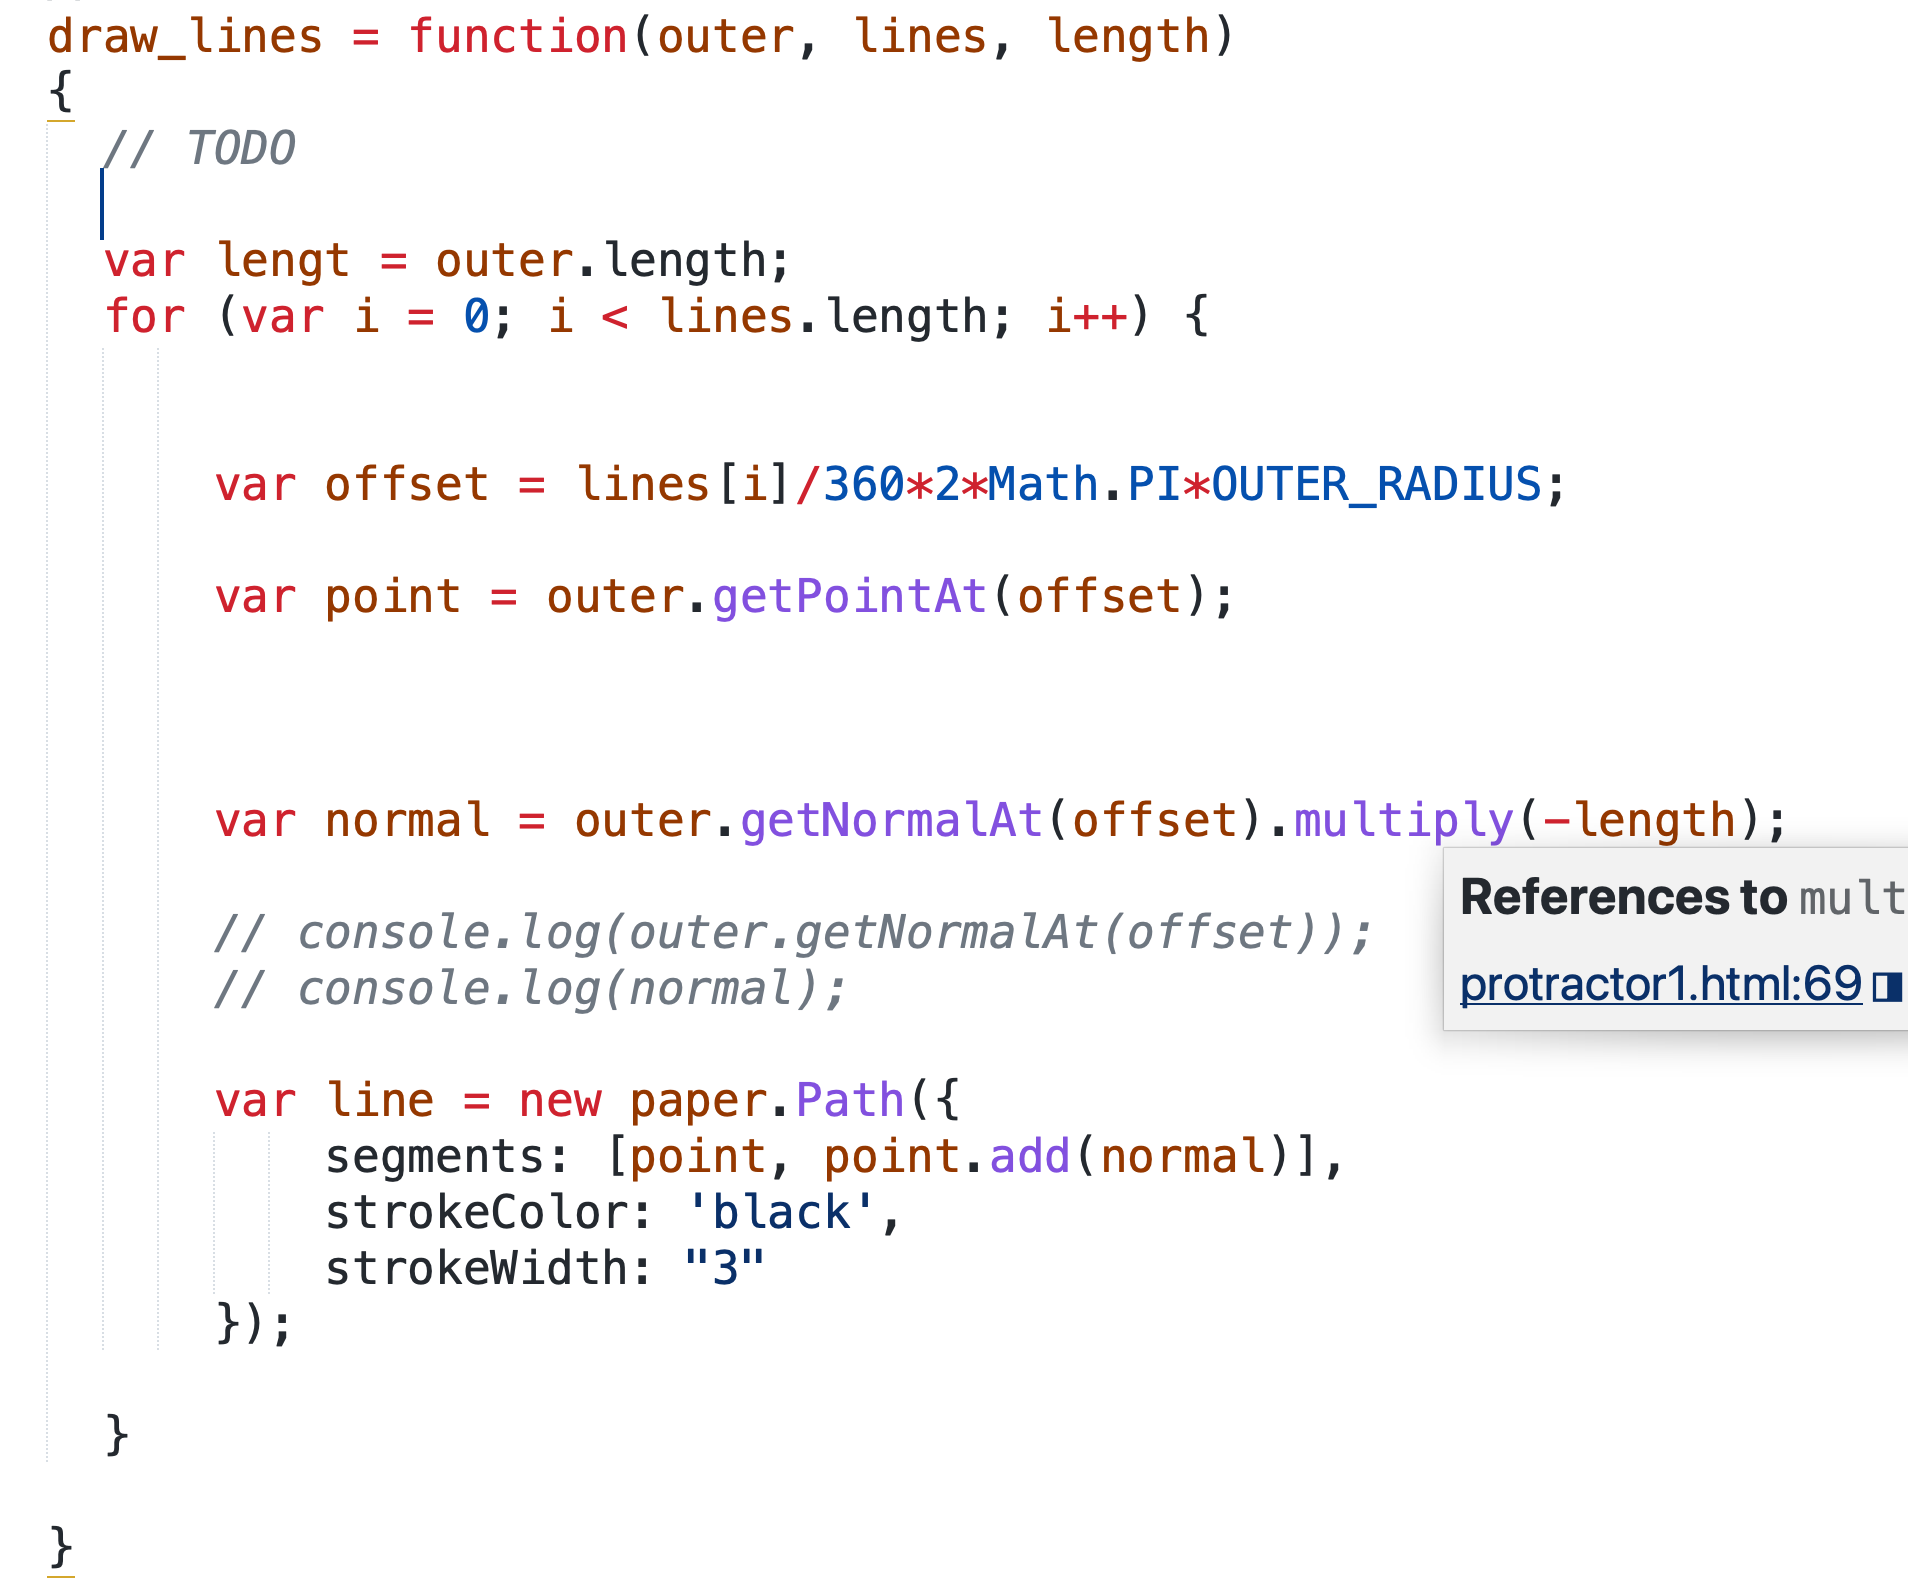 draw_lines = function(outer, lines, length)
{
// TODO
var lengt = outer.length;
for (var i = 0; i < lines.length; i++) {
var offset = lines[i]/360*2*Math.PI*OUTER_RADIUS;
var point = outer.getPointAt(offset);
var normal = outer.getNormalAt(offset).multiply(-length);
References to mult
// console.log(outer.getNormalAt(offset));
protractor1.html:69
// console.log(normal);
var line = new paper.Path({
segments: [point, point.add(normal)],
strokeColor: 'black',
strokeWidth: "3"
});
}
}